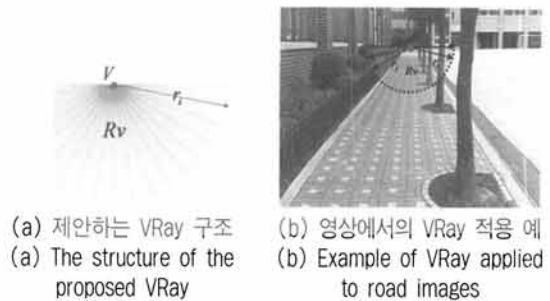 V
r_i
Rv
Rv
(a) 제안하는 VRay 구조
(a) The structure of the
proposed VRay
(b) 영상에서의 VRay 적용 예
(b) Example of VRay applied
to road images